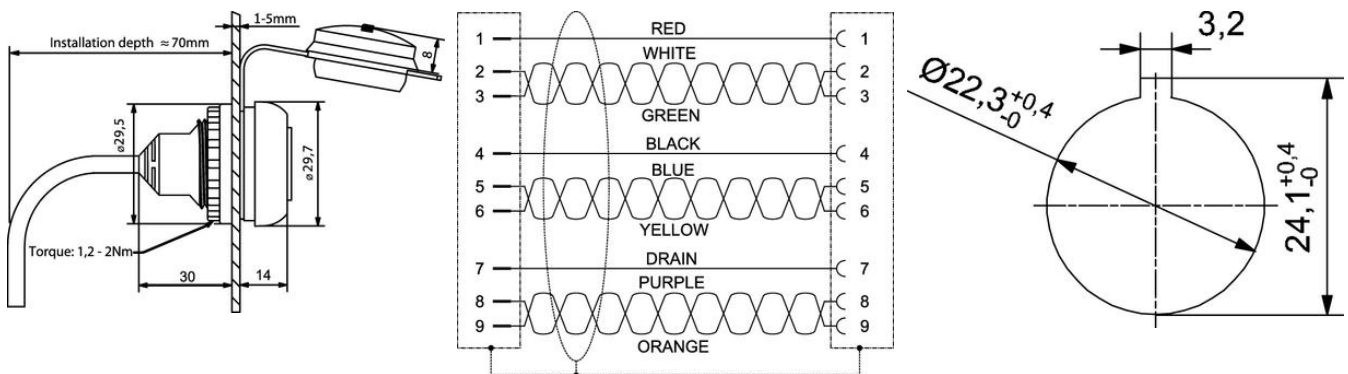 1-5mm
Installation depth ≈70mm
8
ø29,5
ø29,7
Torque: 1,2 - 2Nm
30
14
RED
1 1
WHITE
2 2
3 3
GREEN
BLACK
4 4
BLUE
5 5
6 6
YELLOW
DRAIN
7 7
PURPLE
8 8
9 9
ORANGE
3,2
Ø22,3 +0,4 -0
24,1 +0,4 -0